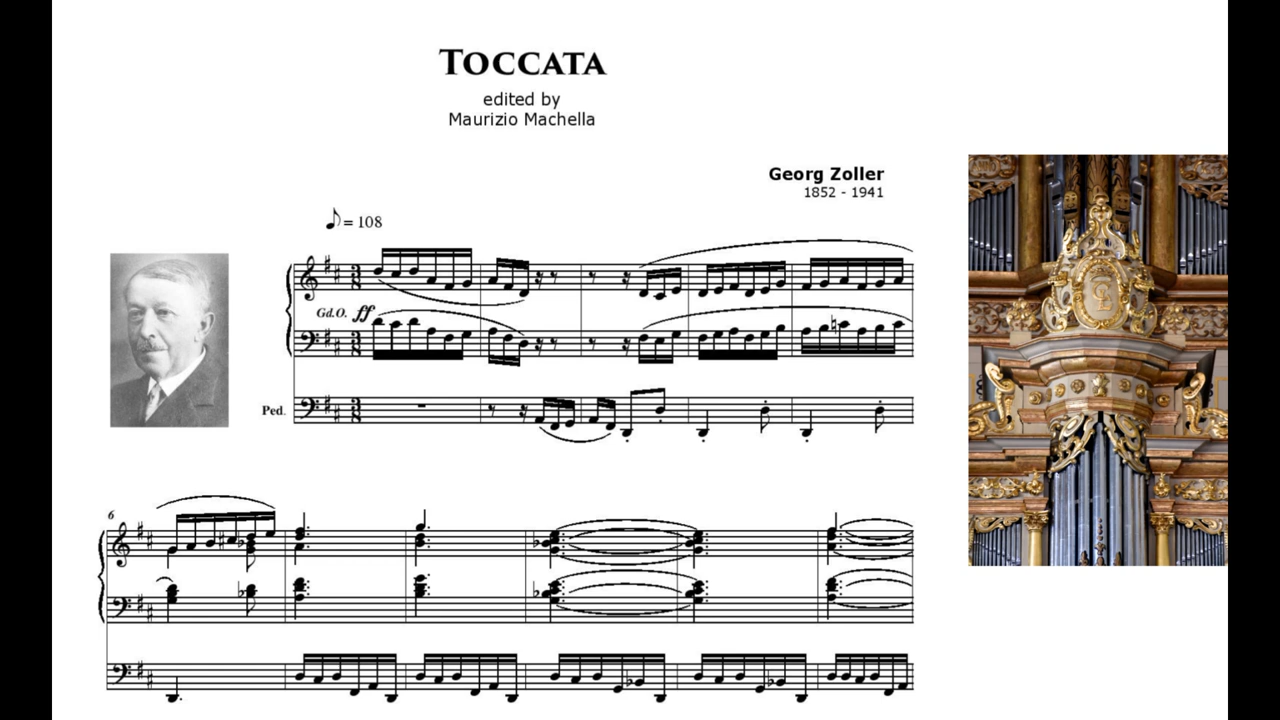 TOCCATA
edited by
Maurizio Machella
Georg Zoller
1852 - 1941
= 108
Gd.O. ff
Ped.
6